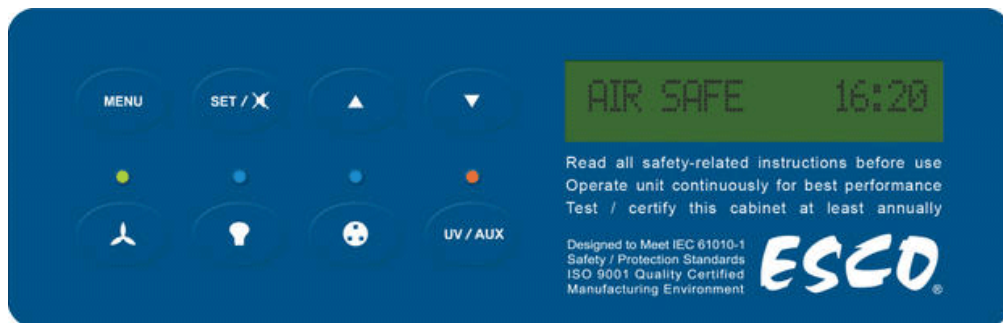 MENU
SET /
UV / AUX
AIR SAFE 16:20
Read all safety-related instructions before use
Operate unit continuously for best performance
Test / certify this cabinet at least annually
Designed to Meet IEC 61010-1
Safety / Protection Standards
ISO 9001 Quality Certified
Manufacturing Environment
ESCO®